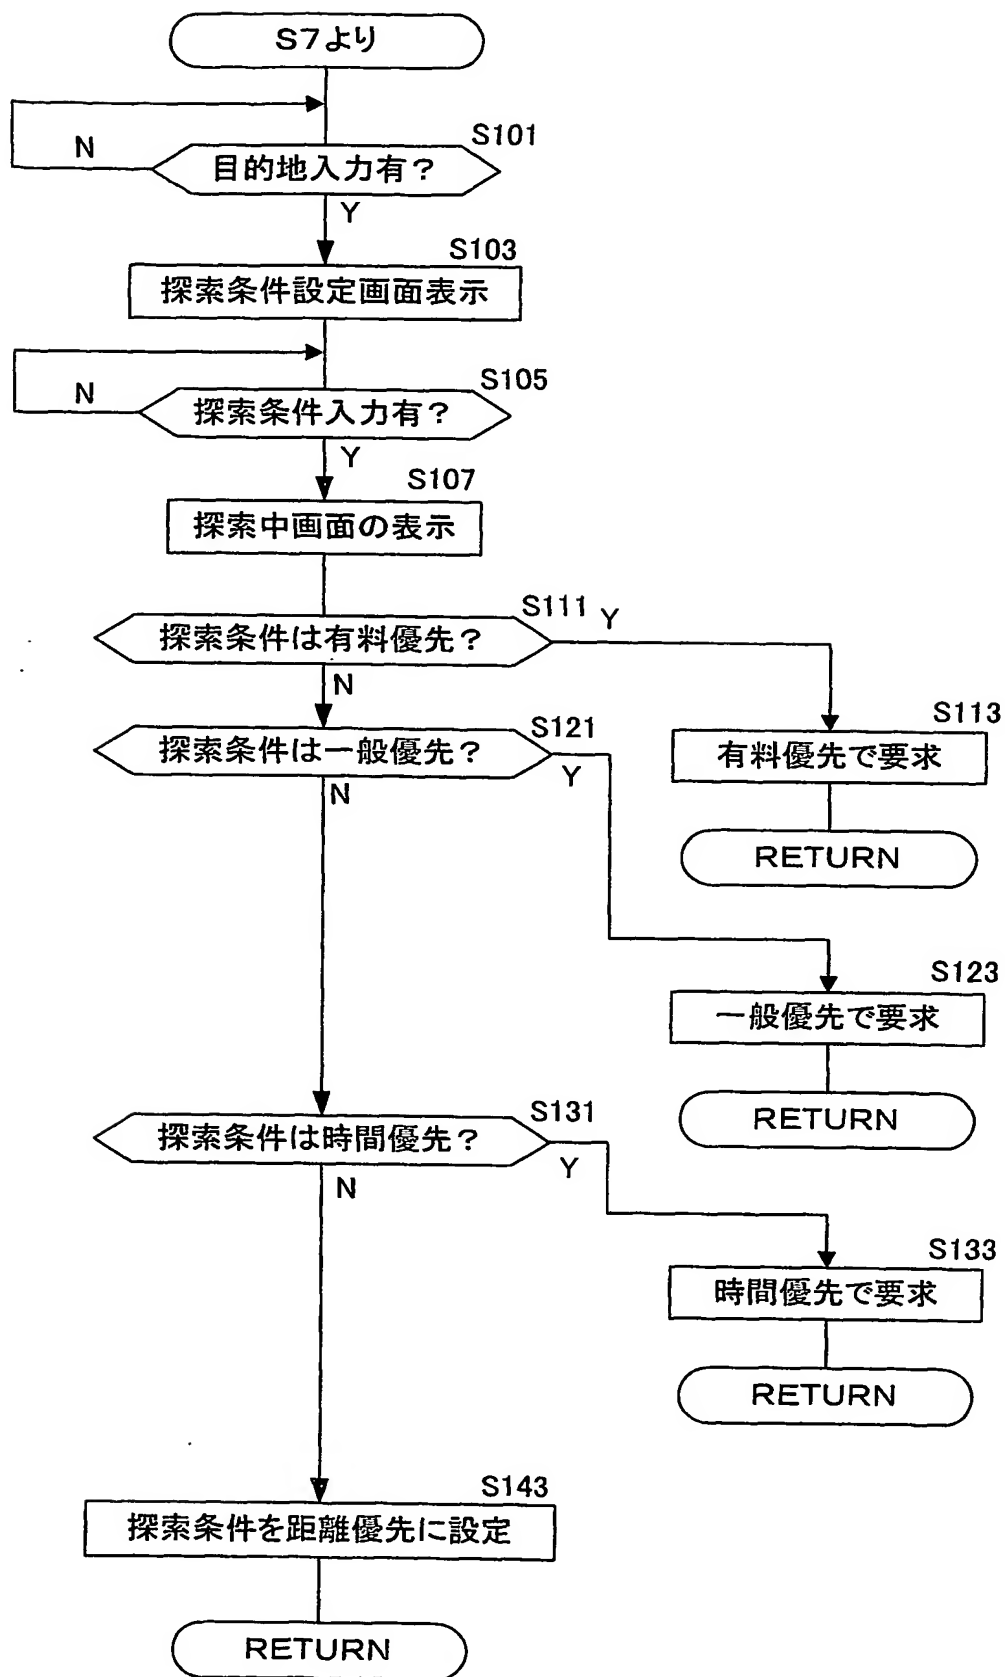 S7より
S101
N
目的地入力有?
Y
S103
探索条件設定画面表示
S105
N
探索条件入力有?
Y
S107
探索中画面の表示
S111
Y
探索条件は有料優先?
N
S113
有料優先で要求
RETURN
S121
探索条件は一般優先?
Y
N
S123
一般優先で要求
RETURN
S131
探索条件は時間優先?
Y
N
S133
時間優先で要求
RETURN
S143
探索条件を距離優先に設定
RETURN